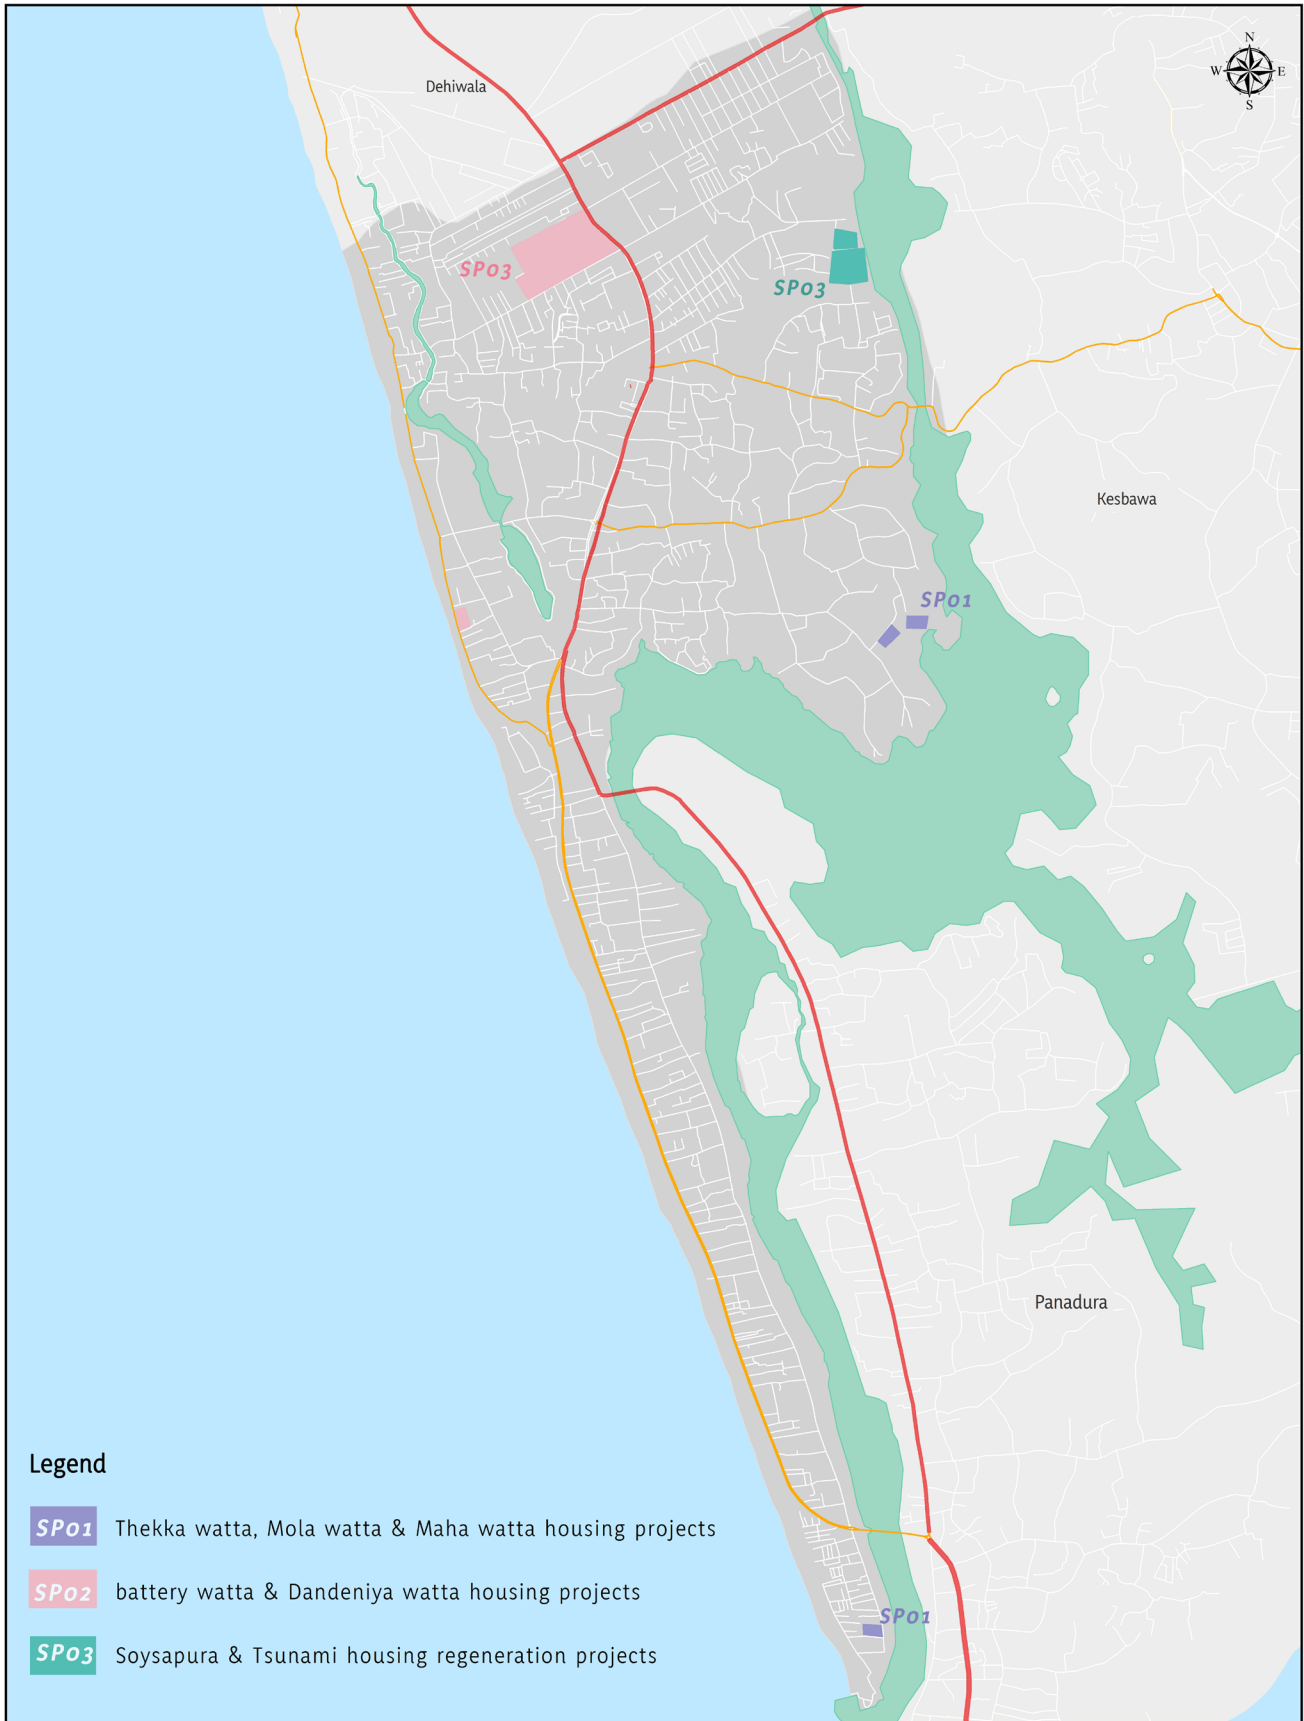 N
W E
S
Dehiwala
SP03
SP03
Kesbawa
SP01
Panadura
Legend
SP01 Thekka watta, Mola watta & Maha watta housing projects
SP02 battery watta & Dandeniya watta housing projects
SP01
SP03 Soysapura & Tsunami housing regeneration projects